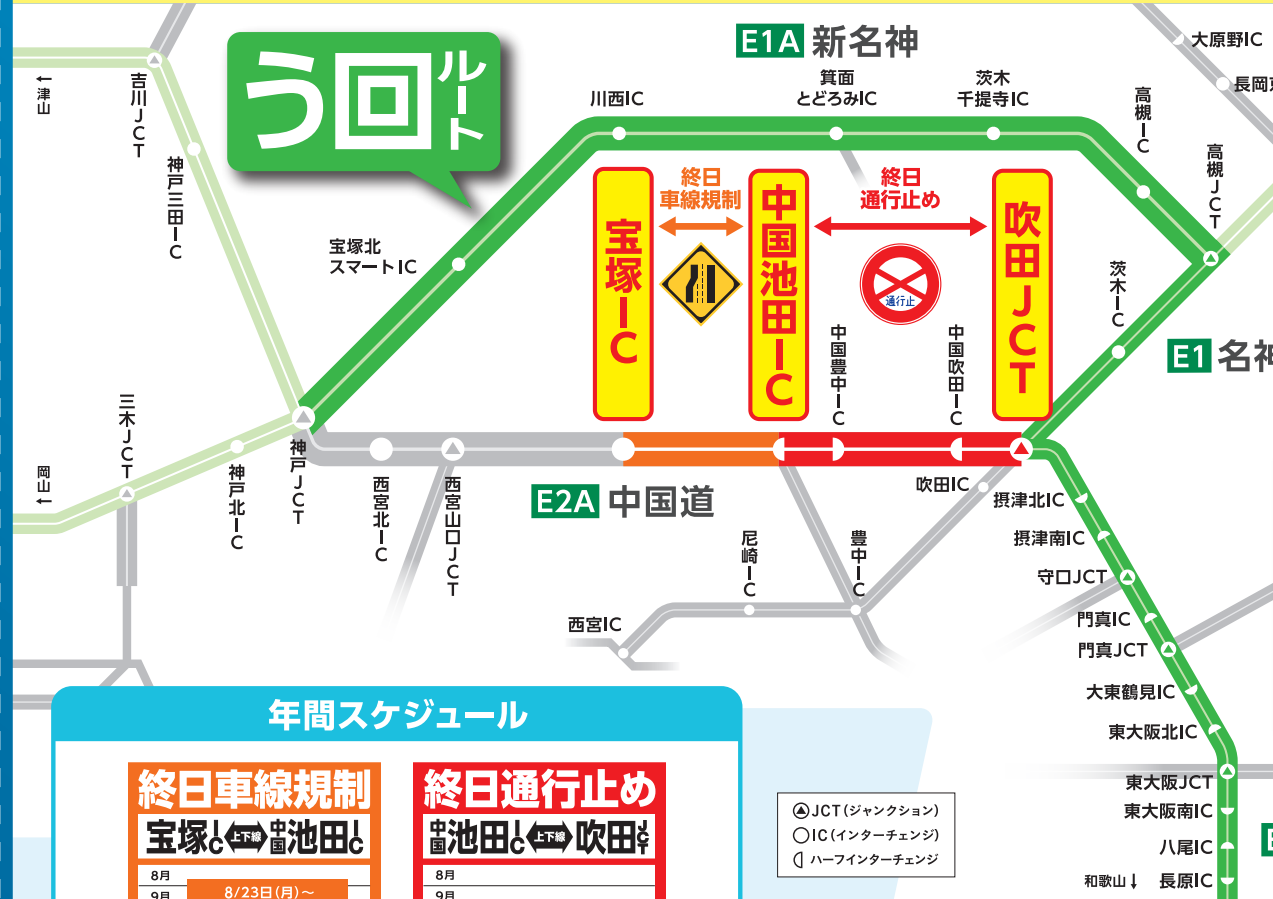 E1A 新名神
大原野IC
う回ルート
←津山
吉川JCT
川西IC
箕面
とどろみIC
茨木
千提寺IC
高槻IC
高槻JCT
神戸三田IC
宝塚北
スマートIC
宝塚IC
終日
車線規制
中国池田IC
終日
通行止め
通行止
吹田JCT
茨木IC
E1
中国豊中IC
中国吹田IC
三木JCT
岡山←
神戸北IC
神戸JCT
西宮北IC
西宮山口JCT
E2A 中国道
吹田IC
摂津北IC
摂津南IC
守口JCT
門真IC
門真JCT
大東鶴見IC
東大阪北IC
東大阪JCT
東大阪南IC
八尾IC
和歌山↓
長原IC
尼崎IC
豊中IC
西宮IC
年間スケジュール
終日車線規制
宝塚IC 上下線 中国池田IC
8月
9月
8/23日(月)～
終日通行止め
中国池田IC 上下線 吹田JCT
8月
9月
JCT(ジャンクション)
IC(インターチェンジ)
ハーフインターチェンジ